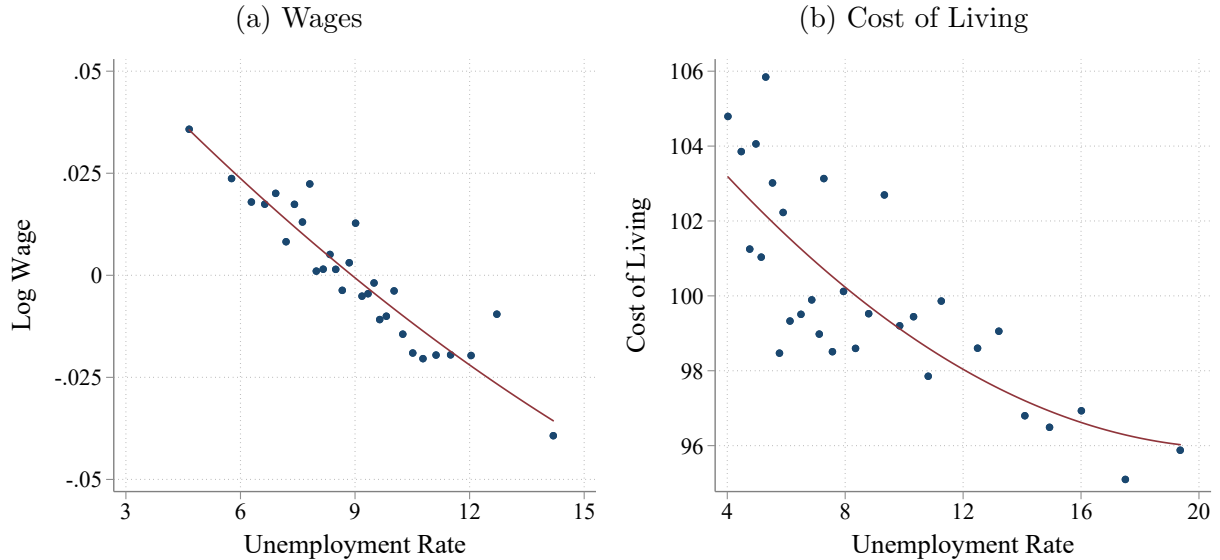 (a) Wages
.05
.025
0
-.025
-.05
Log Wage
3 6 9 12 15
Unemployment Rate
(b) Cost of Living
106
104
102
100
98
96
Cost of Living
4 8 12 16 20
Unemployment Rate